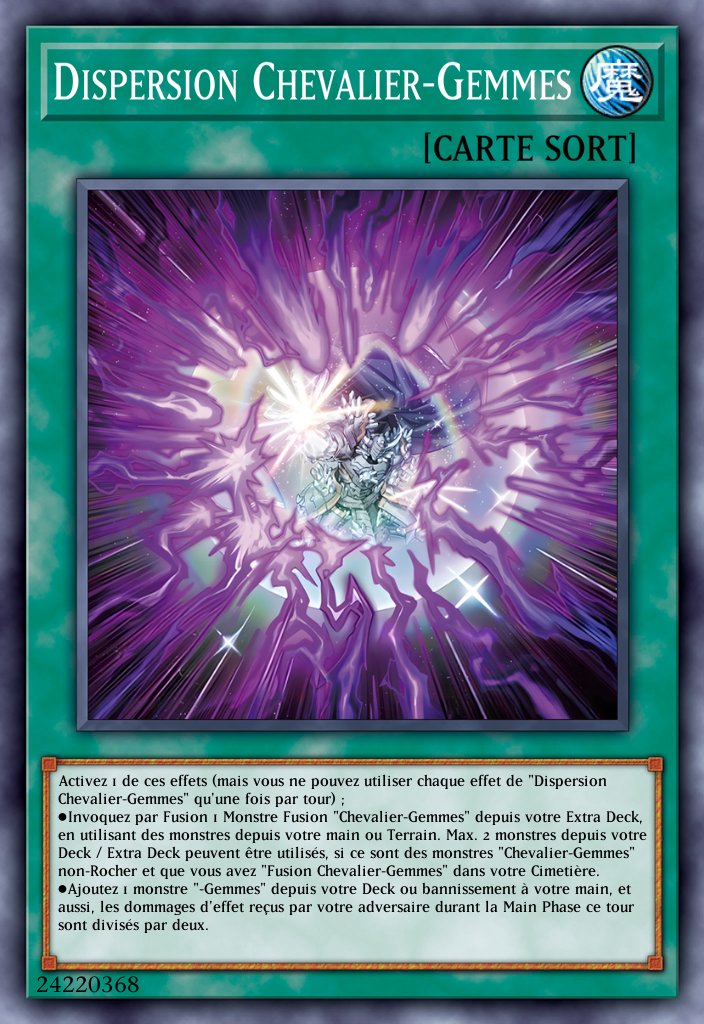 Dispersion Chevalier-Gemmes 魔
[CARTE SORT]
Activez 1 de ces effets (mais vous ne pouvez utiliser chaque effet de "Dispersion
Chevalier-Gemmes" qu'une fois par tour) ;
●Invoquez par Fusion 1 Monstre Fusion "Chevalier-Gemmes" depuis votre Extra Deck,
en utilisant des monstres depuis votre main ou Terrain. Max. 2 monstres depuis votre
Deck / Extra Deck peuvent être utilisés, si ce sont des monstres "Chevalier-Gemmes"
non-Rocher et que vous avez "Fusion Chevalier-Gemmes" dans votre Cimetière.
●Ajoutez 1 monstre "-Gemmes" depuis votre Deck ou bannissement à votre main, et
aussi, les dommages d'effet reçus par votre adversaire durant la Main Phase ce tour
sont divisés par deux.
24220368